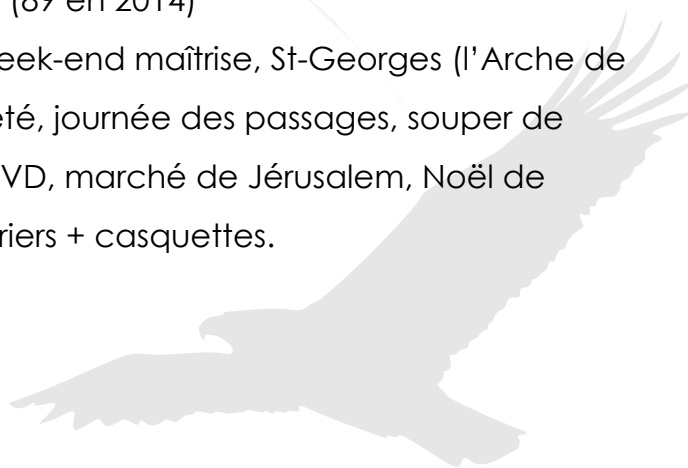 (89 en 2014)
eek-end maîtrise, St-Georges (l’Arche de
été, journée des passages, souper de
VD, marché de Jérusalem, Noël de
riers + casquettes.